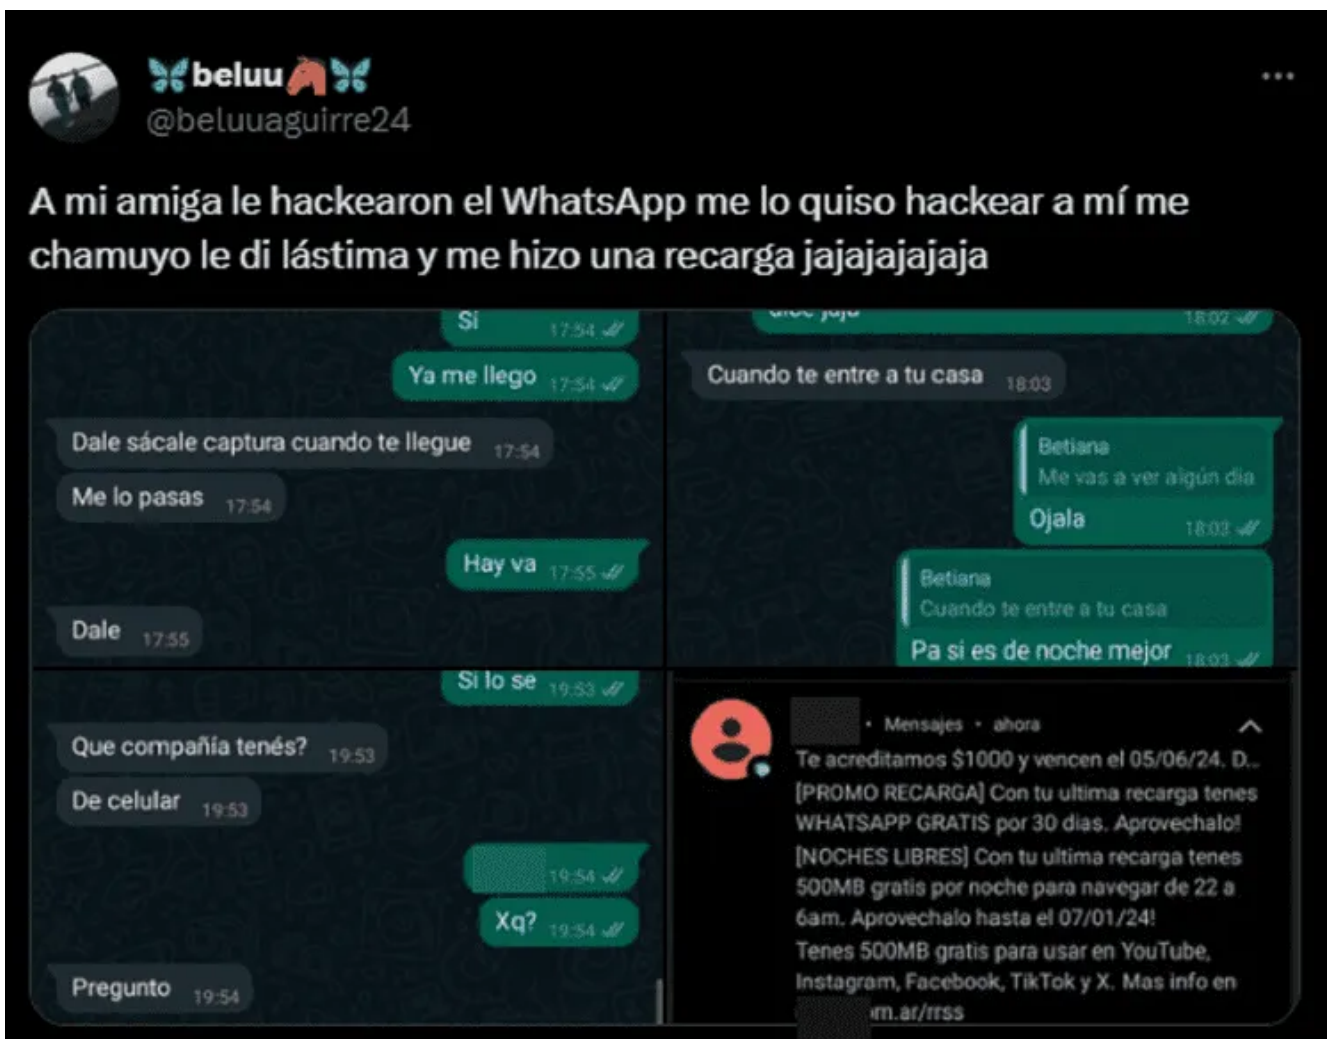 beluu
@beluuaguirre24
A mi amiga le hackearon el WhatsApp me lo quiso hackear a mí me
chamuyo le di lástima y me hizo una recarga jajajajajaja
Si 17:54
Ya me llego 17:54
Dale sácale captura cuando te llegue 17:54
Me lo pasas 17:54
Hay va 17:55
Dale 17:55
18:02
Cuando te entre a tu casa 18:03
Betiana
Me vas a ver algún dia
Ojala 18:03
Betiana
Cuando te entre a tu casa
Pa si es de noche mejor 18:03
Si lo se 19:53
Que compañía tenés? 19:53
De celular 19:53
19:54
Xq? 19:54
Pregunto 19:54
• Mensajes • ahora
Te acreditamos $1000 y vencen el 05/06/24. D...
[PROMO RECARGA] Con tu ultima recarga tenes
WHATSAPP GRATIS por 30 dias. Aprovechalo!
[NOCHES LIBRES] Con tu ultima recarga tenes
500MB gratis por noche para navegar de 22 a
6am. Aprovechalo hasta el 07/01/24!
Tenes 500MB gratis para usar en YouTube,
Instagram, Facebook, TikTok y X. Mas info en
om.ar/rrss